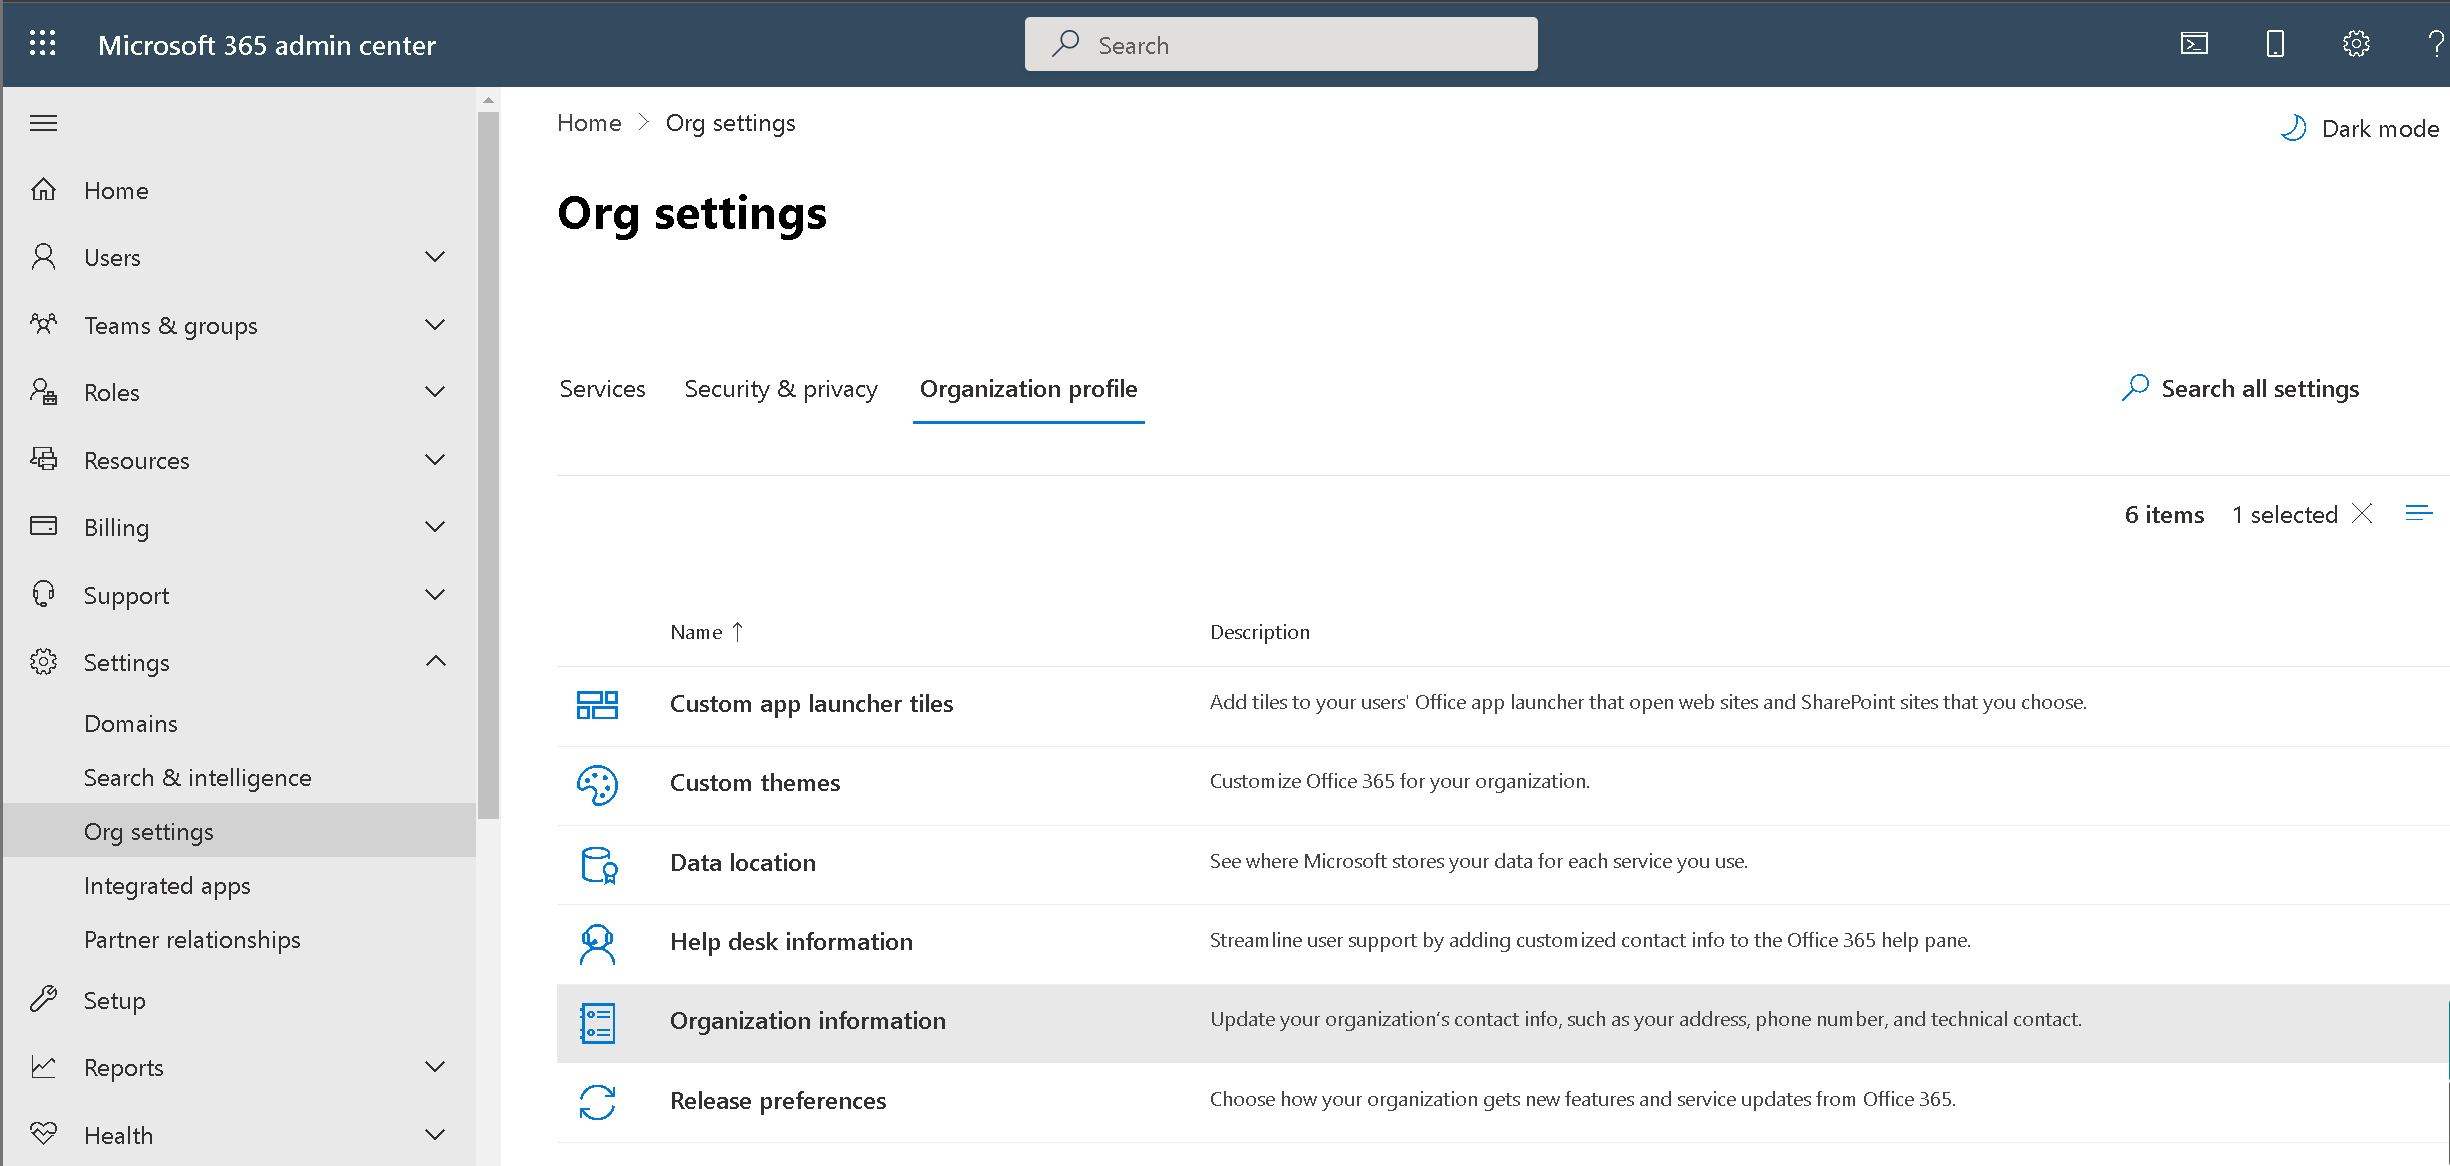 Microsoft 365 admin center
Search
Home
Users
Teams & groups
Roles
Resources
Billing
Support
Settings
Domains
Search & intelligence
Org settings
Integrated apps
Partner relationships
Setup
Reports
Health
Home > Org settings
Dark mode
Org settings
Services Security & privacy Organization profile
Search all settings
6 items 1 selected
Name ↑ Description
Custom app launcher tiles Add tiles to your users' Office app launcher that open web sites and SharePoint sites that you choose.
Custom themes Customize Office 365 for your organization.
Data location See where Microsoft stores your data for each service you use.
Help desk information Streamline user support by adding customized contact info to the Office 365 help pane.
Organization information Update your organization's contact info, such as your address, phone number, and technical contact.
Release preferences Choose how your organization gets new features and service updates from Office 365.